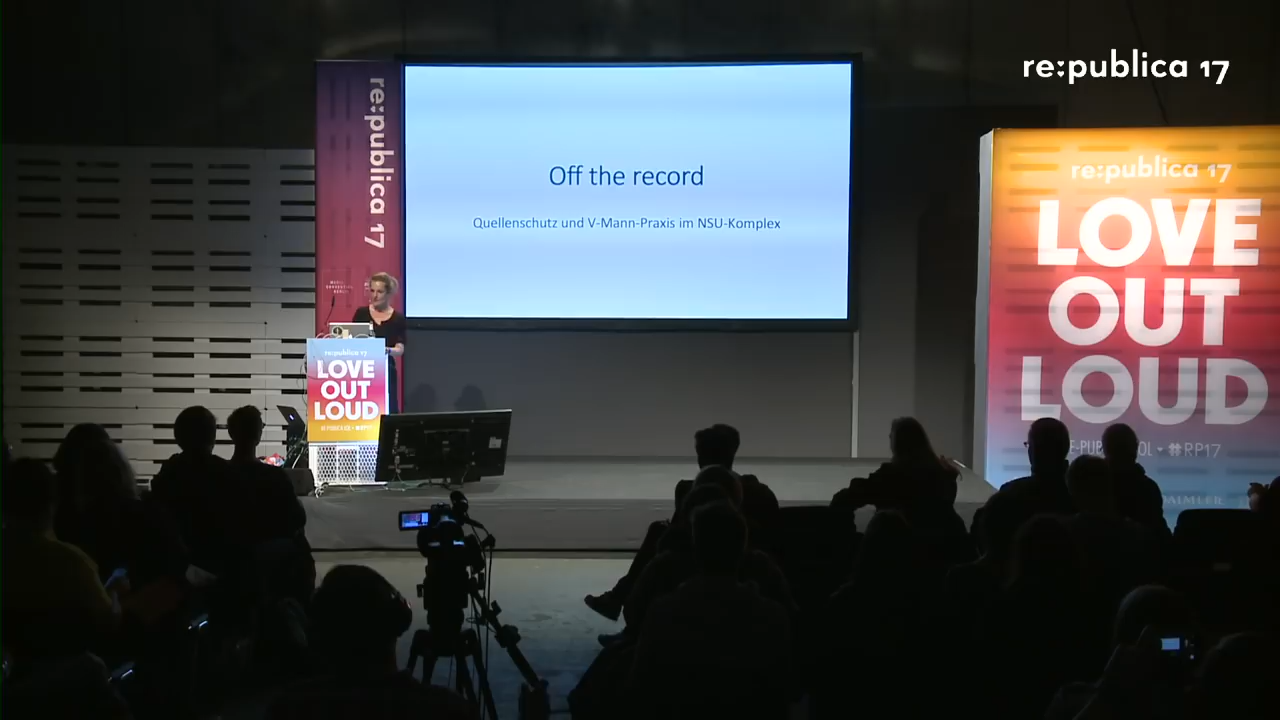 re:publica 17
re:publica 17
Off the record
Quellenschutz und V-Mann-Praxis im NSU-Komplex
re:publica 17
LOVE
OUT
LOUD
#RP17
DAIMLER
re:publica 17
LOVE
OUT
LOUD